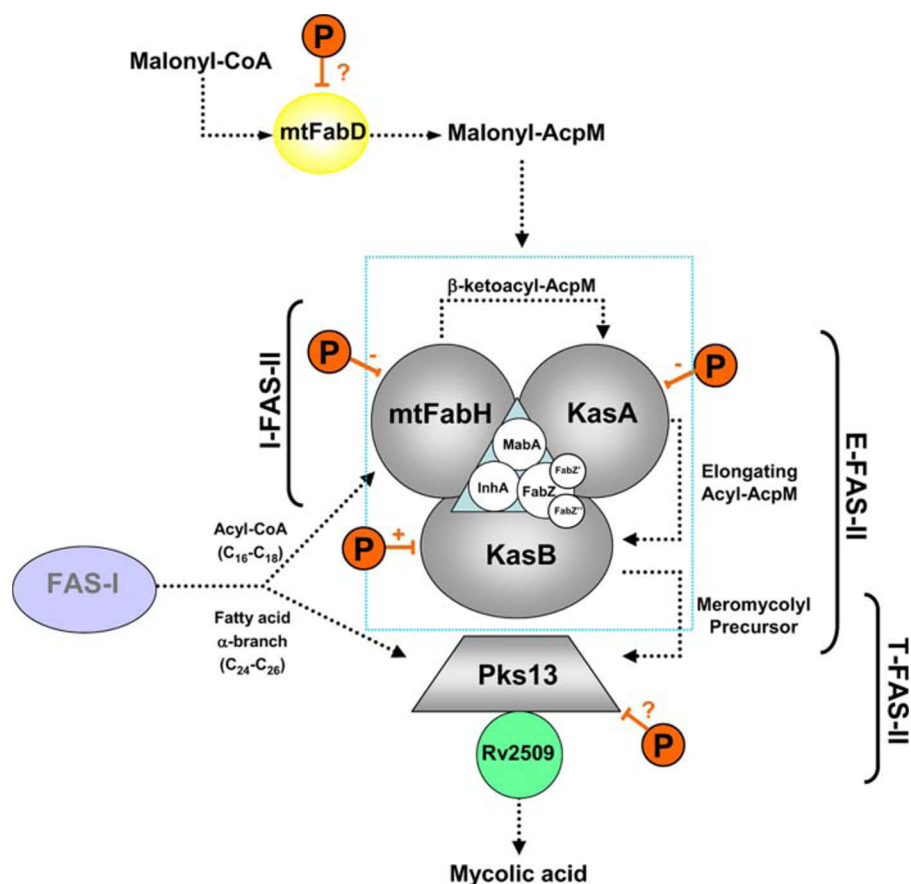 P
?
Malonyl-CoA
mtFabD
Malonyl-AcpM
β-ketoacyl-AcpM
I-FAS-II
P
-
P
-
mtFabH
KasA
MabA
InhA
FabZ
FabZ'
FabZ''
E-FAS-II
Elongating
Acyl-AcpM
Acyl-CoA
(C16-C18)
P
+
KasB
FAS-I
Fatty acid
α-branch
(C24-C26)
Meromycolyl
Precursor
T-FAS-II
Pks13
?
P
Rv2509
Mycolic acid